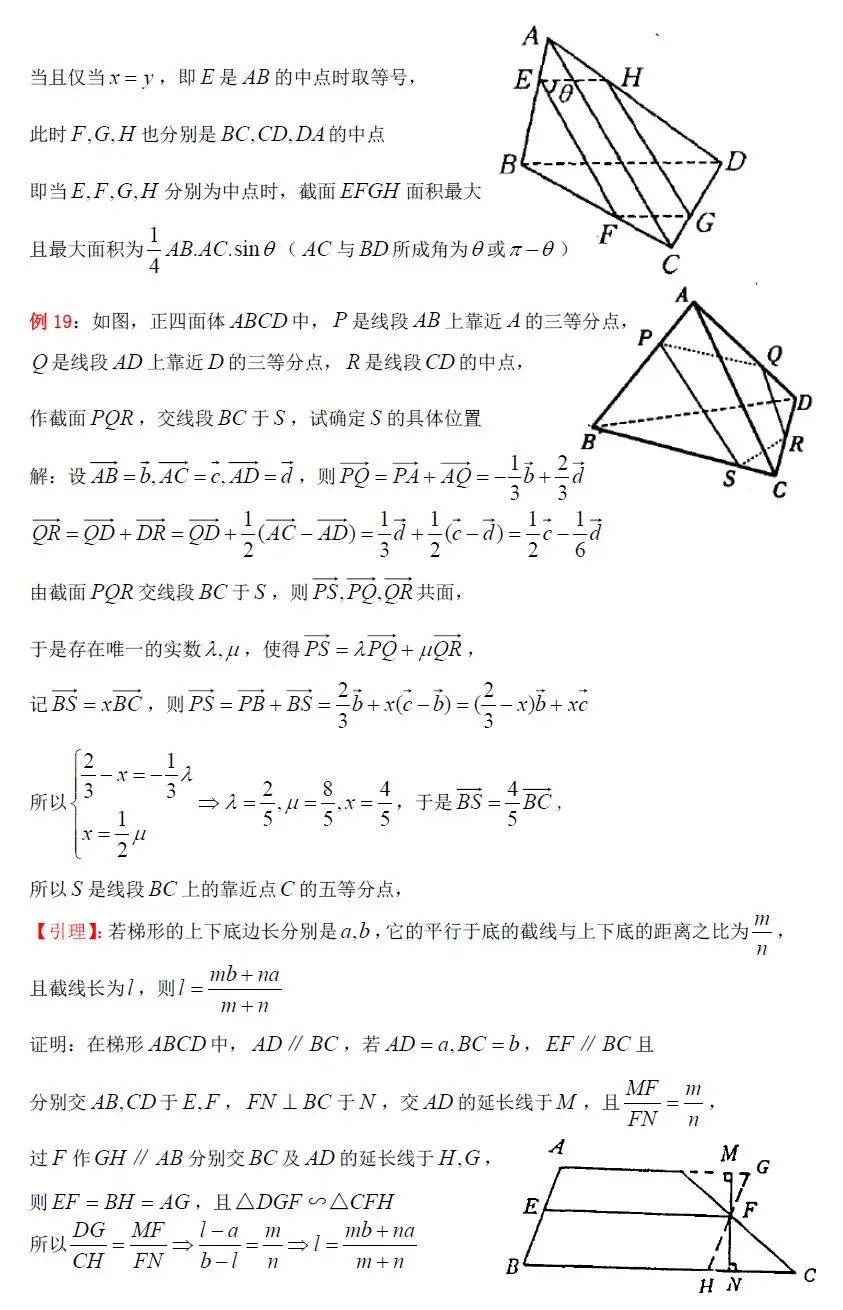 当且仅当 $x = y$，即 $E$ 是 $AB$ 的中点时取等号，
此时 $F,G,H$ 也分别是 $BC,CD,DA$ 的中点
即当 $E,F,G,H$ 分别为中点时，截面 $EFGH$ 面积最大
且最大面积为 $\frac{1}{4}AB.AC.\sin\theta$（$AC$ 与 $BD$ 所成角为 $\theta$ 或 $\pi-\theta$）
A
E
H
θ
B
D
F
G
C
例 19：如图，正四面体 $ABCD$ 中，$P$ 是线段 $AB$ 上靠近 $A$ 的三等分点，
$Q$ 是线段 $AD$ 上靠近 $D$ 的三等分点，$R$ 是线段 $CD$ 的中点，
作截面 $PQR$，交线段 $BC$ 于 $S$，试确定 $S$ 的具体位置
A
P
Q
D
B
R
S
C
解：设 $\overrightarrow{AB}=\vec{b},\overrightarrow{AC}=\vec{c},\overrightarrow{AD}=\vec{d}$，则 $\overrightarrow{PQ}=\overrightarrow{PA}+\overrightarrow{AQ}=-\frac{1}{3}\vec{b}+\frac{2}{3}\vec{d}$
$\overrightarrow{QR}=\overrightarrow{QD}+\overrightarrow{DR}=\overrightarrow{QD}+\frac{1}{2}(\overrightarrow{AC}-\overrightarrow{AD})=\frac{1}{3}\vec{d}+\frac{1}{2}(\vec{c}-\vec{d})=\frac{1}{2}\vec{c}-\frac{1}{6}\vec{d}$
由截面 $PQR$ 交线段 $BC$ 于 $S$，则 $\overrightarrow{PS},\overrightarrow{PQ},\overrightarrow{QR}$ 共面，
于是存在唯一的实数 $\lambda,\mu$，使得 $\overrightarrow{PS}=\lambda\overrightarrow{PQ}+\mu\overrightarrow{QR}$，
记 $\overrightarrow{BS}=x\overrightarrow{BC}$，则 $\overrightarrow{PS}=\overrightarrow{PB}+\overrightarrow{BS}=\frac{2}{3}\vec{b}+x(\vec{c}-\vec{b})=(\frac{2}{3}-x)\vec{b}+x\vec{c}$
所以 $\begin{cases}\frac{2}{3}-x=-\frac{1}{3}\lambda\\x=\frac{1}{2}\mu\end{cases}\Rightarrow\lambda=\frac{2}{5},\mu=\frac{8}{5},x=\frac{4}{5}$，于是 $\overrightarrow{BS}=\frac{4}{5}\overrightarrow{BC}$，
所以 $S$ 是线段 $BC$ 上的靠近点 $C$ 的五等分点，
【引理】：若梯形的上下底边长分别是 $a,b$，它的平行于底的截线与上下底的距离之比为 $\frac{m}{n}$，
且截线长为 $l$，则 $l=\frac{mb+na}{m+n}$
证明：在梯形 $ABCD$ 中，$AD∥BC$，若 $AD=a,BC=b$，$EF∥BC$ 且
分别交 $AB,CD$ 于 $E,F$，$FN⊥BC$ 于 $N$，交 $AD$ 的延长线于 $M$，且 $\frac{MF}{FN}=\frac{m}{n}$，
过 $F$ 作 $GH∥AB$ 分别交 $BC$ 及 $AD$ 的延长线于 $H,G$，
则 $EF=BH=AG$，且 $△DGF∽△CFH$
所以 $\frac{DG}{CH}=\frac{MF}{FN}\Rightarrow\frac{l-a}{b-l}=\frac{m}{n}\Rightarrow l=\frac{mb+na}{m+n}$
A
M
G
E
F
B
H
N
C